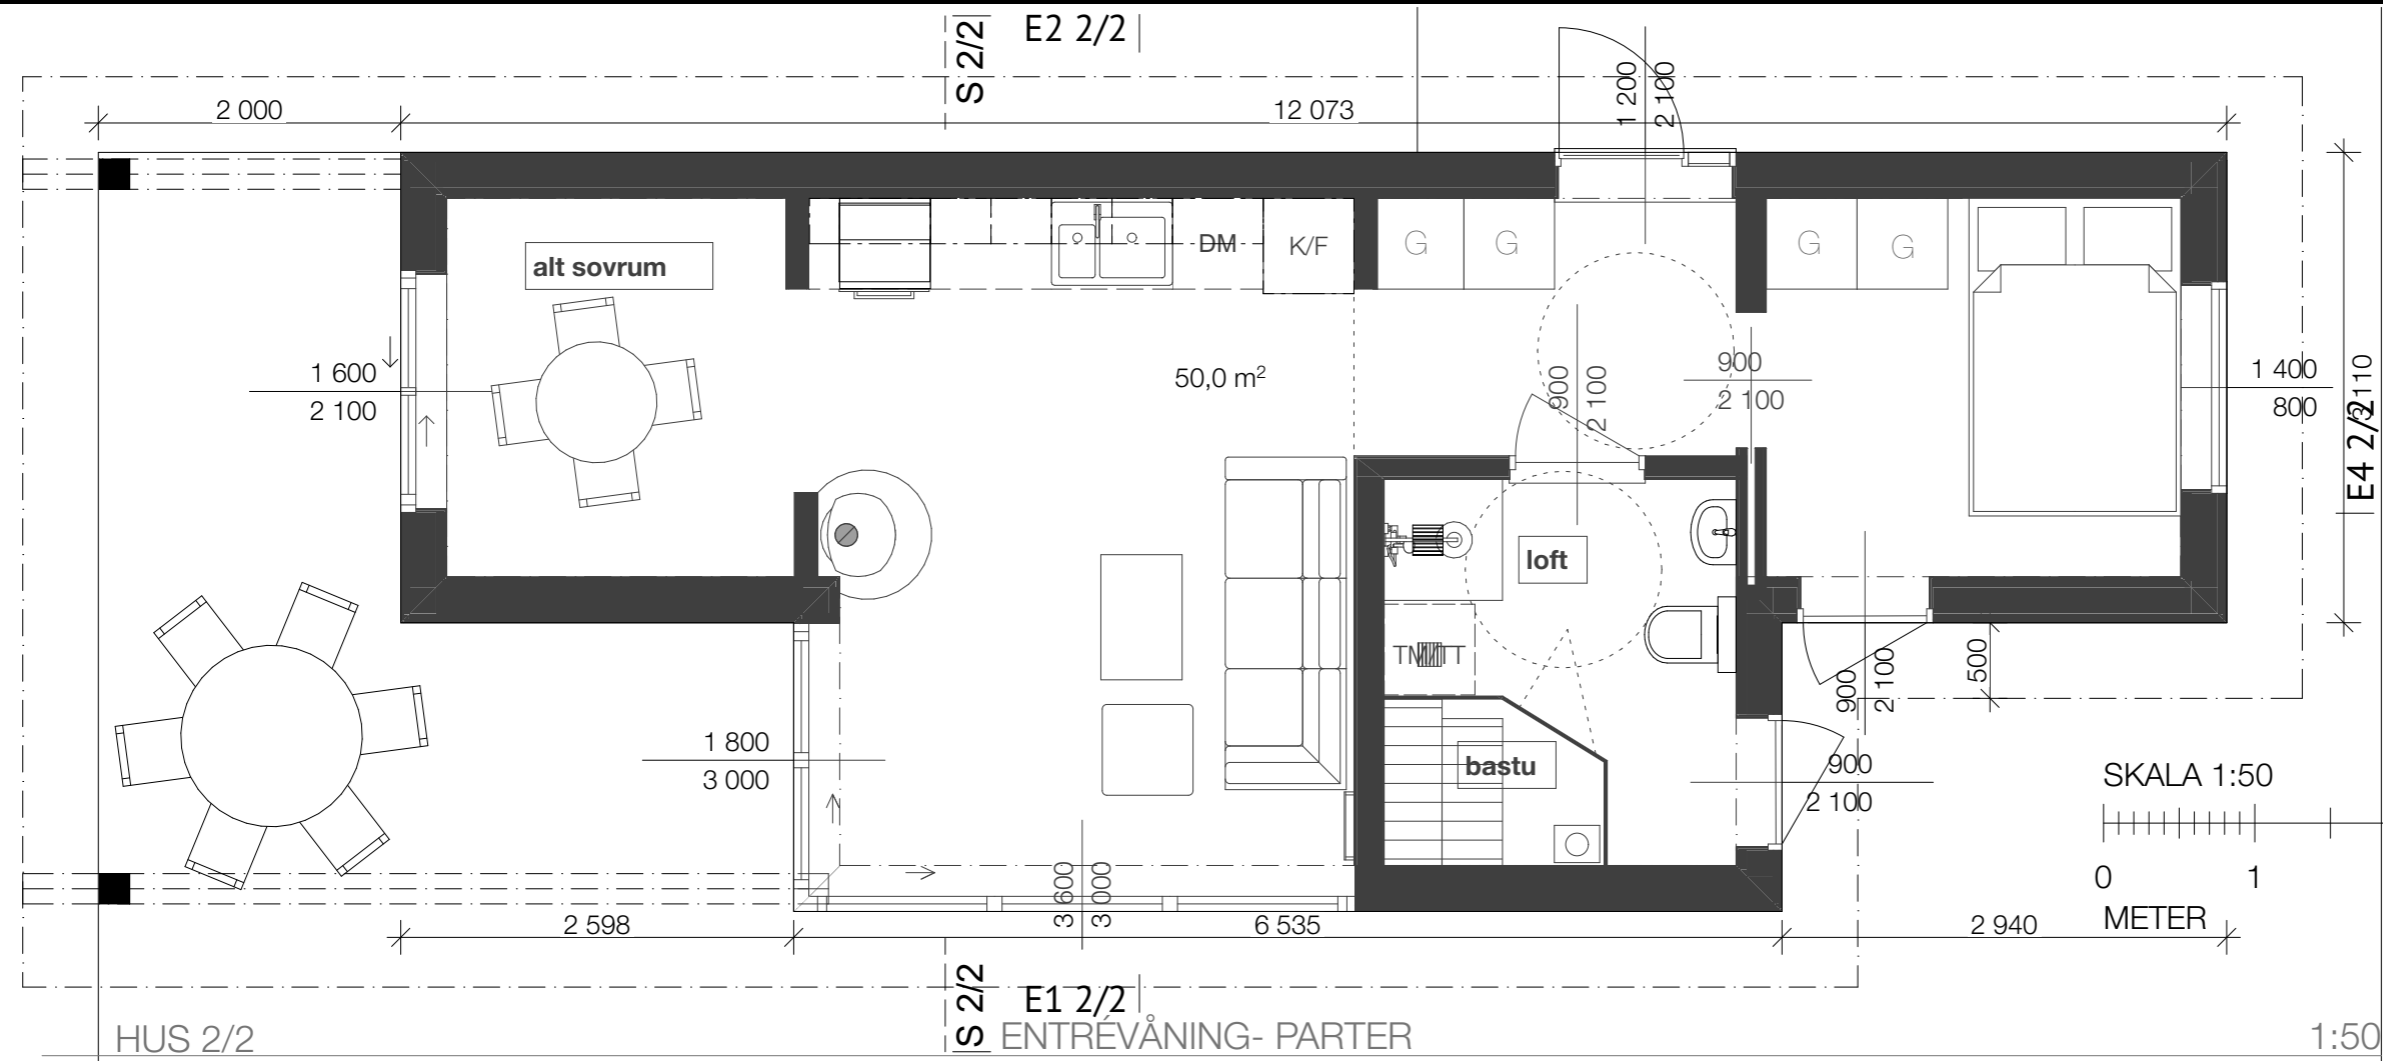 S 2/2
E2 2/2
2 000
12 073
1 200
2 100
alt sovrum
DM
K/F
G
G
G
G
1 600
2 100
50,0 m²
900
2 100
900
2 100
1 400
800
3 110
E4 2/2
loft
TM/TT
bastu
1 800
3 000
3 600
3 000
900
2 100
500
900
2 100
SKALA 1:50
0
1
METER
2 598
6 535
2 940
S 2/2
E1 2/2
HUS 2/2
ENTRÉVÅNING- PARTER
1:50